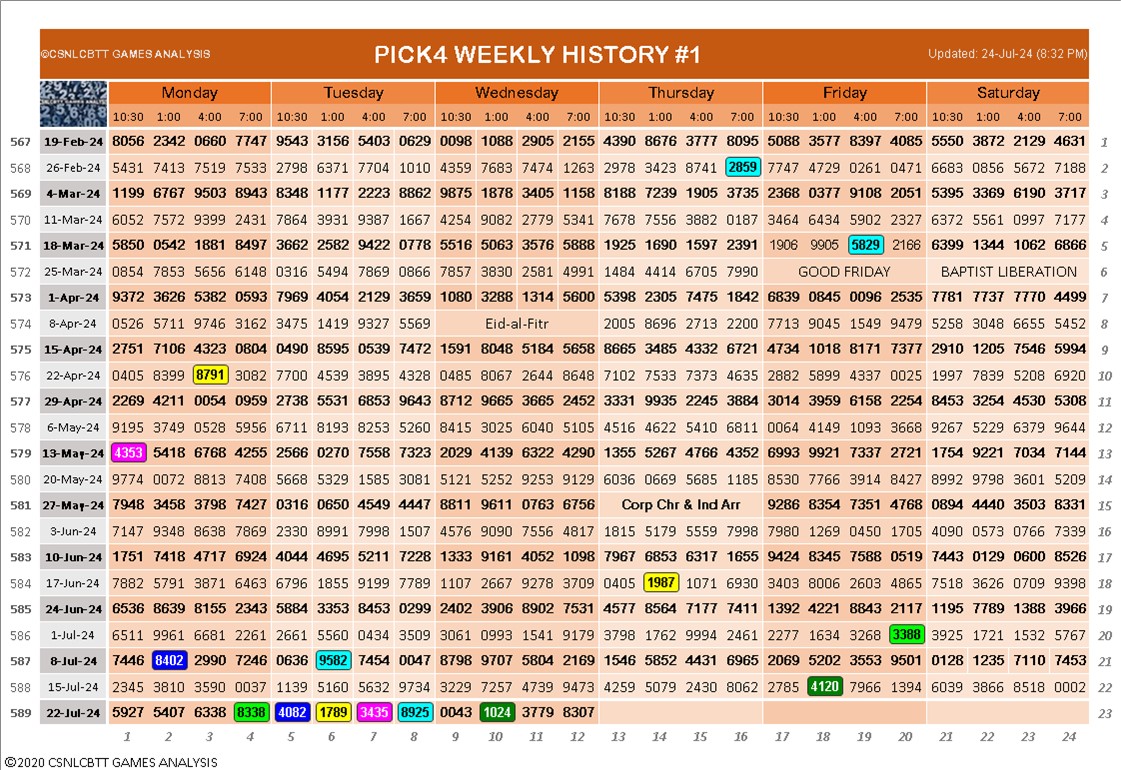 ©CSNLCBTT GAMES ANALYSIS PICK4 WEEKLY HISTORY #1 Updated: 24-Jul-24 (8:32 PM)
Monday Tuesday Wednesday Thursday Friday Saturday
10:30 1:00 4:00 7:00 10:30 1:00 4:00 7:00 10:30 1:00 4:00 7:00 10:30 1:00 4:00 7:00 10:30 1:00 4:00 7:00 10:30 1:00 4:00 7:00
567 19-Feb-24 8056 2342 0660 7747 9543 3156 5403 0629 0098 1088 2905 2155 4390 8676 3777 8095 5088 3577 8397 4085 6550 3872 2129 4631 1
568 26-Feb-24 5431 7413 7519 7533 2798 6371 7704 1010 4359 7683 7474 1263 2978 3423 8741 2859 7747 4729 0261 0471 6683 0856 5672 7188 2
569 4-Mar-24 1199 6767 9503 8943 8348 1177 2223 8862 9875 1878 3405 1158 8188 7239 1905 3735 2368 0377 9108 2051 5395 3369 6190 3717 3
570 11-Mar-24 6052 7572 9399 2431 7864 3931 9387 1667 4254 9082 2779 5341 7678 7556 3882 0187 3464 6434 5902 2327 6372 5561 0997 7177 4
571 18-Mar-24 5850 0542 1881 8497 3662 2582 9422 0778 5516 5063 3576 5888 1925 1690 1597 2391 1906 9905 5829 2166 6399 1344 1062 6866 5
572 25-Mar-24 0854 7853 5656 6148 0316 5494 7869 0866 7857 3830 2581 4991 1484 4414 6705 7990 GOOD FRIDAY BAPTIST LIBERATION 6
573 1-Apr-24 9372 3626 5382 0593 7969 4054 2129 3659 1080 3288 1314 5600 5398 2305 7475 1842 6839 0845 0096 2535 7781 7737 7770 4499 7
574 8-Apr-24 0526 5711 9746 3162 3475 1419 9327 5569 Eid-al-Fitr 2005 8696 2713 2200 7713 9045 1549 9479 5258 3048 6655 5452 8
575 15-Apr-24 2751 7106 4323 0804 0490 8595 0539 7472 1591 8048 5184 5658 8665 3485 4332 6721 4734 1018 8171 7377 2910 1205 7546 5994 9
576 22-Apr-24 0405 8399 8791 3082 7700 4539 3895 4328 0485 8067 2644 8648 7102 7533 7373 4635 2882 5899 4337 0025 1997 7839 5208 6920 10
577 29-Apr-24 2269 4211 0054 0959 2738 5531 6853 9643 8712 9665 3665 2452 3331 9935 2245 3884 3014 3959 6158 2254 8453 3254 4530 5308 11
578 6-May-24 9195 3749 0528 5956 6711 8193 8253 5260 8415 3025 6040 5105 4516 4622 5410 6811 0064 4149 1093 3668 9267 5229 6379 9644 12
579 13-May-24 4353 5418 6768 4255 2566 0270 7558 7323 2029 4139 6322 4290 1355 5267 4766 4352 6993 9921 7337 2721 1754 9221 7034 7144 13
580 20-May-24 9774 0072 8813 7408 5668 5329 1585 3081 5121 5252 9253 9129 6036 0669 5685 1185 8530 7766 3914 8427 8992 9798 3601 5209 14
581 27-May-24 7948 3458 3798 7427 0316 0650 4549 4447 8811 9611 0763 6756 Corp Chr & Ind Arr 9286 8354 7351 4768 0894 4440 3503 8331 15
582 3-Jun-24 7147 9348 8638 7869 2330 8991 7998 1507 4576 9090 7556 4817 1815 5179 5559 7998 7980 1269 0450 1705 4090 0573 0766 7339 16
583 10-Jun-24 1751 7418 4717 6924 4044 4695 5211 7228 1333 9161 4052 1098 7967 6853 6317 1655 9424 8345 7588 0519 7443 0129 0600 8526 17
584 17-Jun-24 7882 5791 3871 6463 6796 1855 9199 7789 1107 2667 9278 3709 0405 1987 1071 6930 3403 8006 2603 4865 7518 3626 0709 9398 18
585 24-Jun-24 6536 8639 8155 2343 5884 3353 8453 0299 2402 3906 8902 7531 4577 8564 7177 7411 1392 4221 8843 2117 1195 7789 1388 3966 19
586 1-Jul-24 6511 9961 6681 2261 2661 5560 0434 3509 3061 0993 1541 9179 3798 1762 9994 2461 2277 1634 3268 3388 3925 1721 1532 5767 20
587 8-Jul-24 7446 8402 2990 7246 0636 9582 7454 0047 8798 9707 5804 2169 1546 5852 4431 6965 2069 5202 3553 9501 0128 1235 7110 7453 21
588 15-Jul-24 2345 3810 3590 0037 1139 5160 5632 9734 3229 7257 4739 9473 4259 5079 2430 8062 2785 4120 7966 1394 6039 3866 8518 0002 22
589 22-Jul-24 5927 5407 6338 8338 4082 1789 3435 8925 0043 1024 3779 8307 23
1 2 3 4 5 6 7 8 9 10 11 12 13 14 15 16 17 18 19 20 21 22 23 24
©2020 CSNLCBTT GAMES ANALYSIS